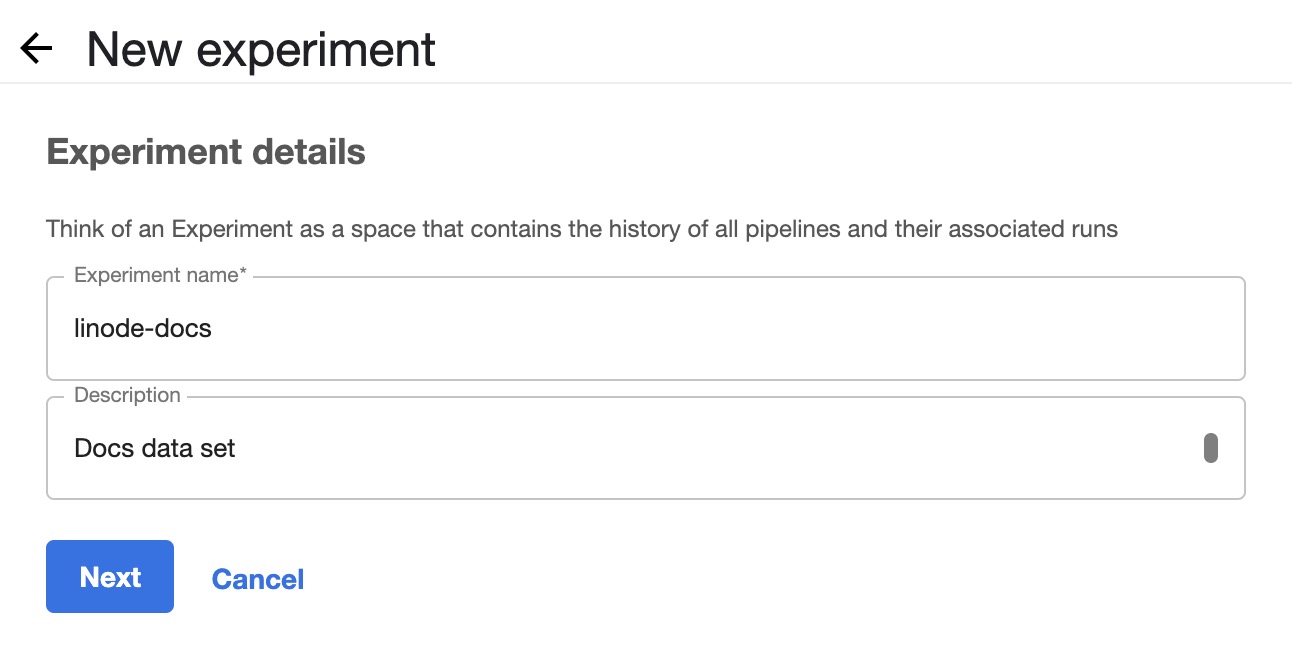 New experiment
Experiment details
Think of an Experiment as a space that contains the history of all pipelines and their associated runs
Experiment name*
linode-docs
Description
Docs data set
Next
Cancel